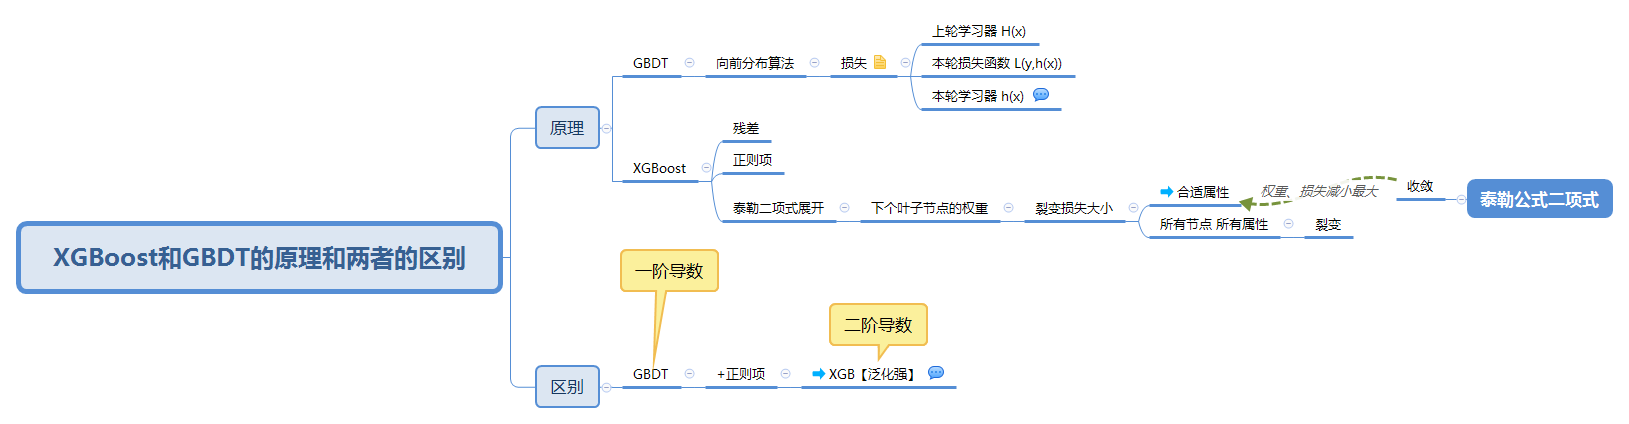 XGBoost和GBDT的原理和两者的区别
原理
GBDT
向前分布算法
损失
上轮学习器 H(x)
本轮损失函数 L(y,h(x))
本轮学习器 h(x)
XGBoost
残差
正则项
泰勒二项式展开
下个叶子节点的权重
裂变损失大小
合适属性
权重、损失减小最大
收敛
泰勒公式二项式
所有节点 所有属性
裂变
区别
一阶导数
GBDT
+正则项
二阶导数
XGB【泛化强】